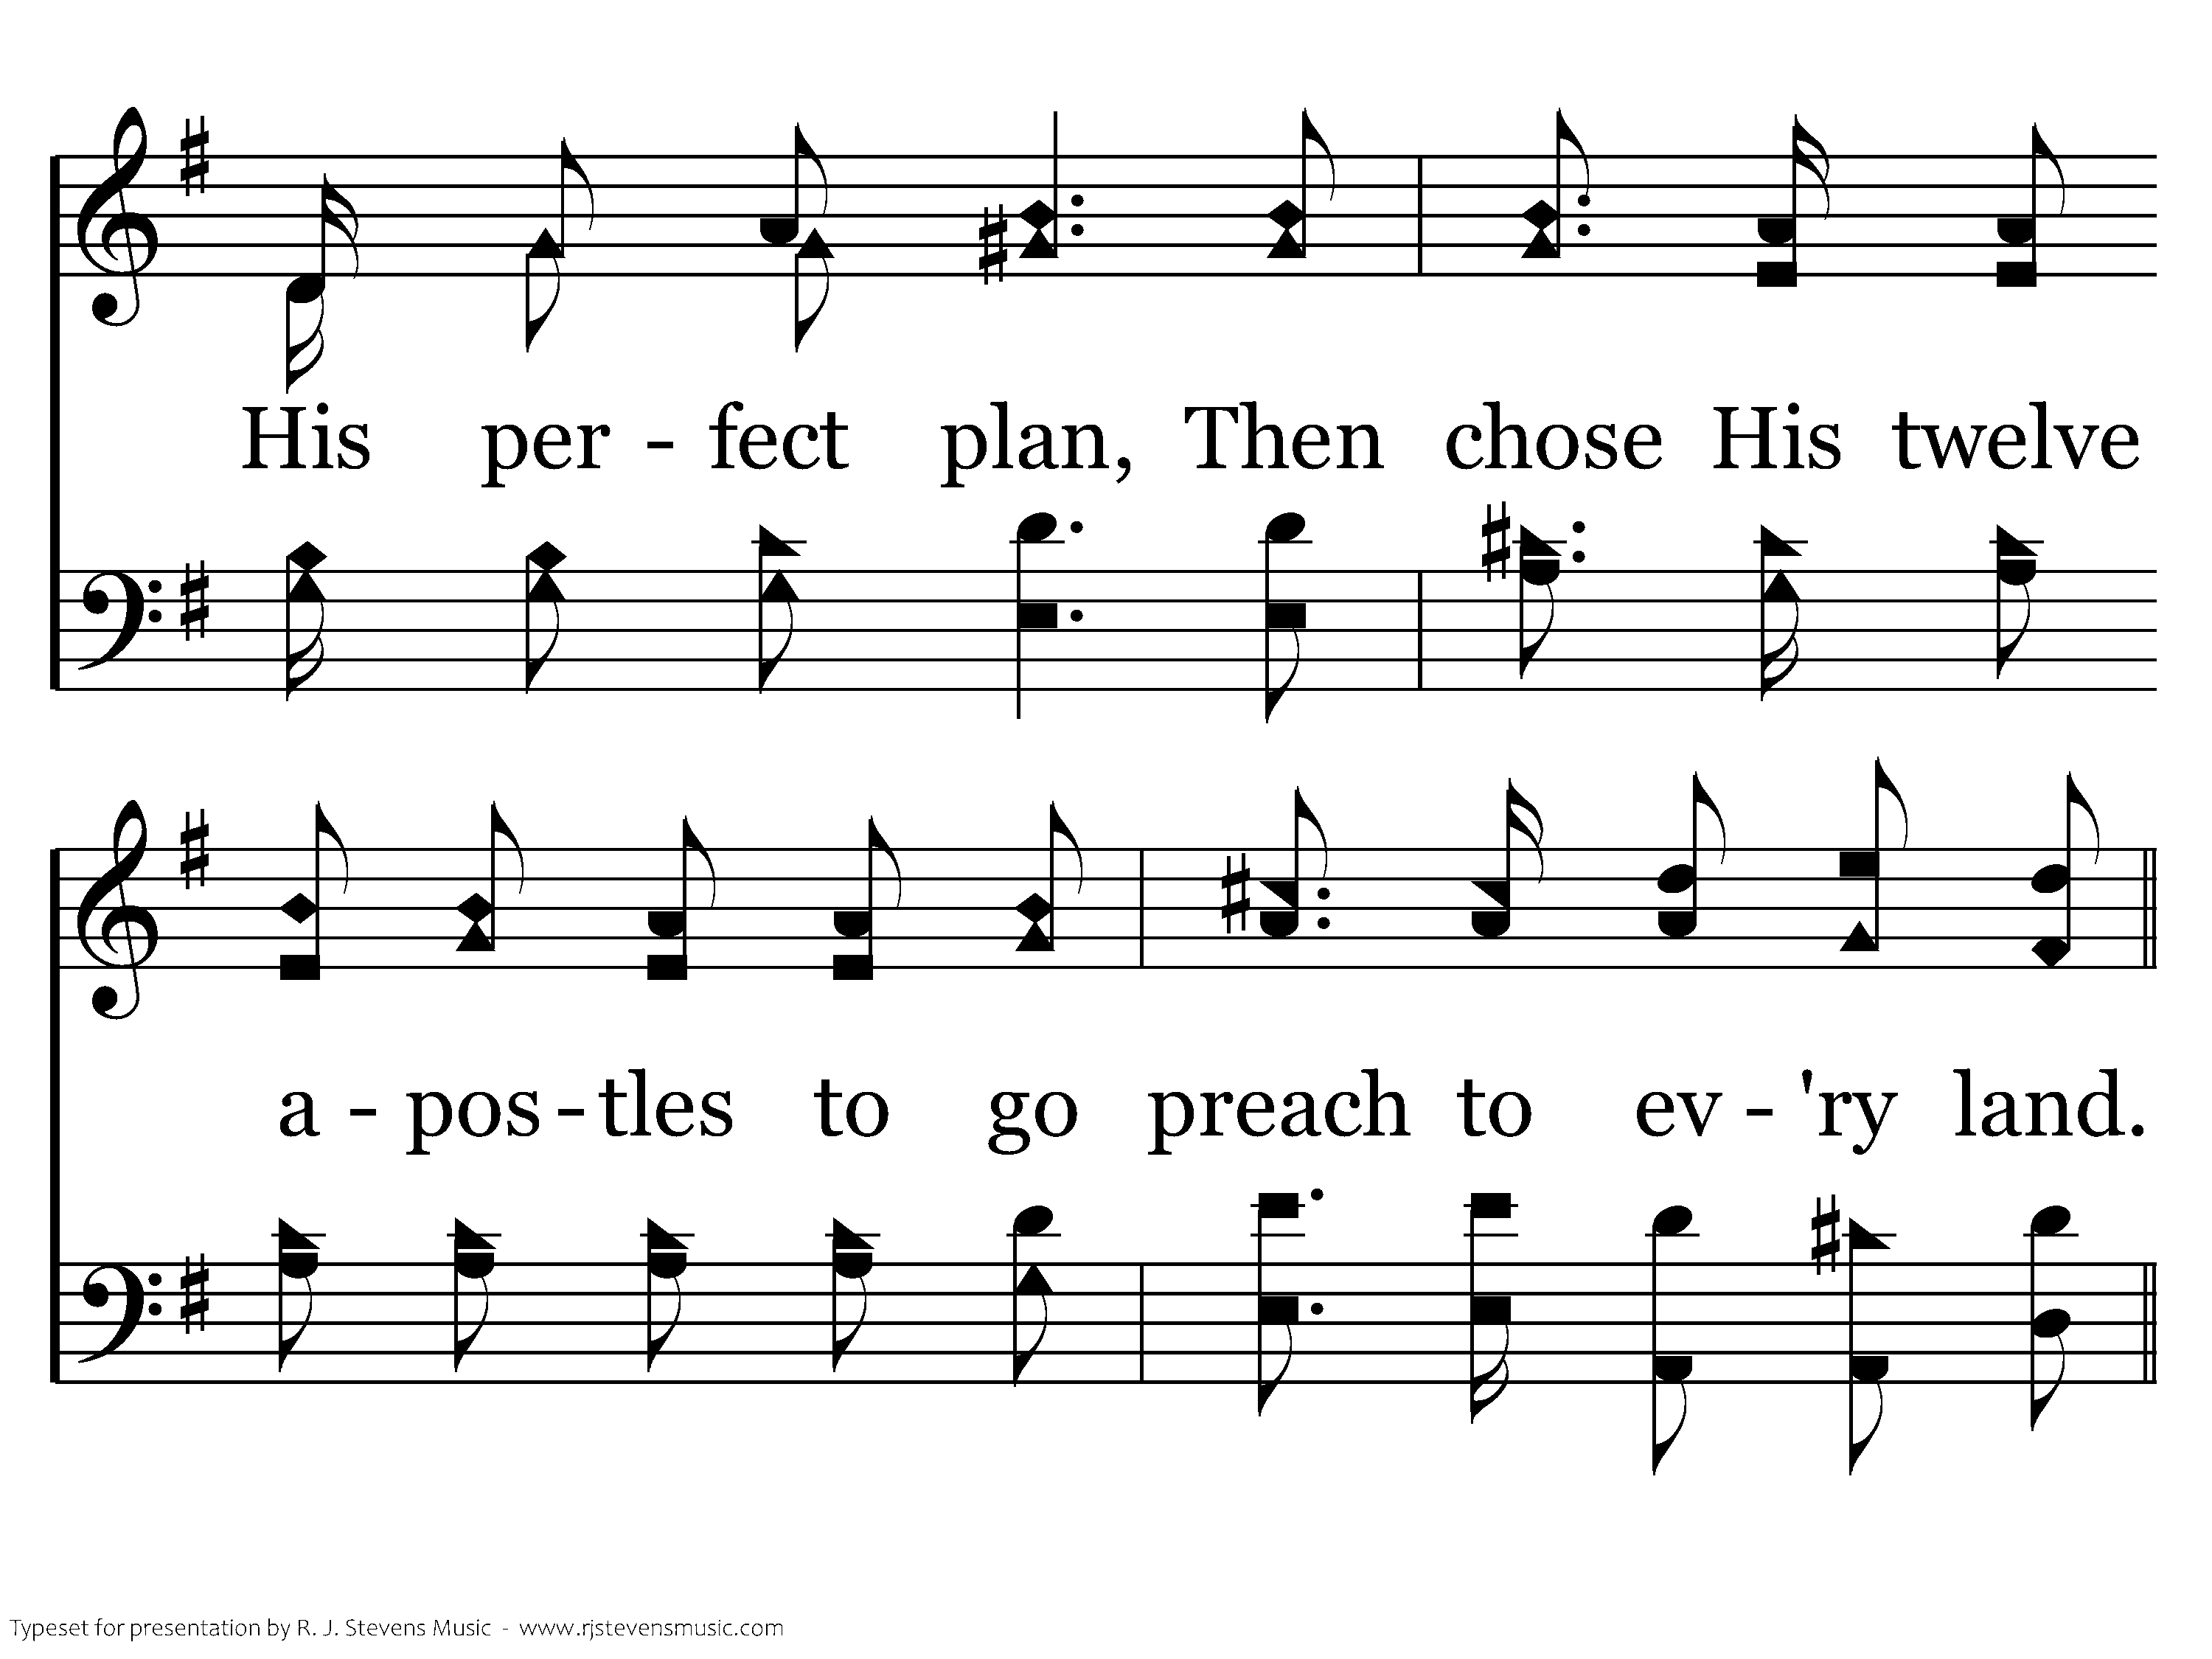 His per - fect plan, Then chose His twelve
a - pos - tles to go preach to ev - 'ry land.
Typeset for presentation by R. J. Stevens Music - www.rjstevensmusic.com